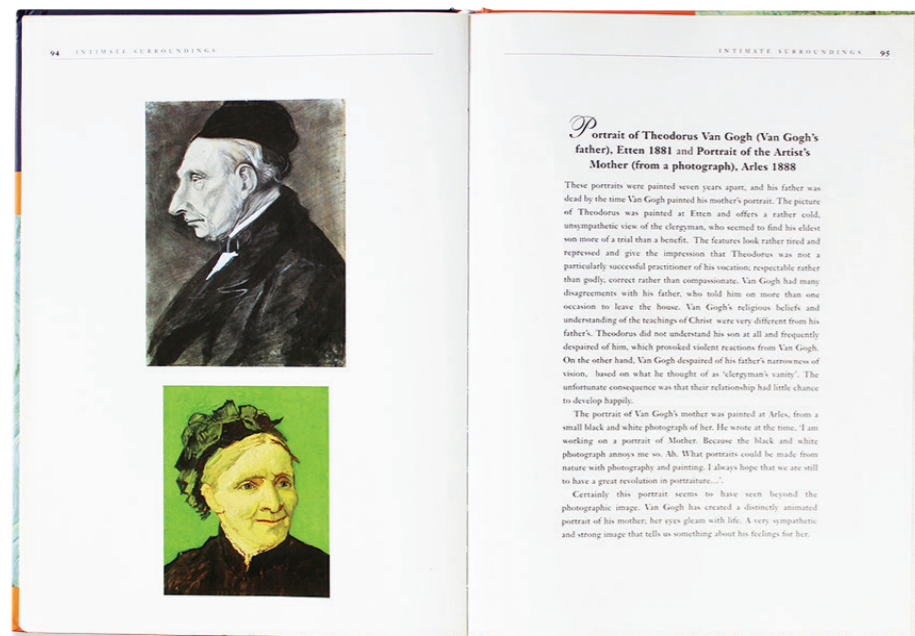 94 INTIMATE SURROUNDINGS
INTIMATE SURROUNDINGS 95
Portrait of Theodorus Van Gogh (Van Gogh's
father), Etten 1881 and Portrait of the Artist's
Mother (from a photograph), Arles 1888
These portraits were painted seven years apart, and his father was
dead by the time Van Gogh painted his mother's portrait. The picture
of Theodorus was painted at Etten and offers a rather cold,
unsympathetic view of the clergyman, who seemed to find his eldest
son more of a trial than a benefit. The features look rather tired and
repressed and give the impression that Theodorus was not a
particularly successful practitioner of his vocation; respectable rather
than godly, correct rather than compassionate. Van Gogh had many
disagreements with his father, who told him on more than one
occasion to leave the house. Van Gogh's religious beliefs and
understanding of the teachings of Christ were very different from his
father's. Theodorus did not understand his son at all and frequently
despaired of him, which provoked violent reactions from Van Gogh.
On the other hand, Van Gogh despaired of his father's narrowness of
vision, based on what he thought of as 'clergyman's vanity'. The
unfortunate consequence was that their relationship had little chance
to develop happily.
The portrait of Van Gogh's mother was painted at Arles, from a
small black and white photograph of her. He wrote at the time, 'I am
working on a portrait of Mother. Because the black and white
photograph annoys me so. Ah. What portraits could be made from
nature with photography and painting. I always hope that we are still
to have a great revolution in portraiture...'.
Certainly this portrait seems to have seen beyond the
photographic image. Van Gogh has created a distinctly animated
portrait of his mother; her eyes gleam with life. A very sympathetic
and strong image that tells us something about his feelings for her.